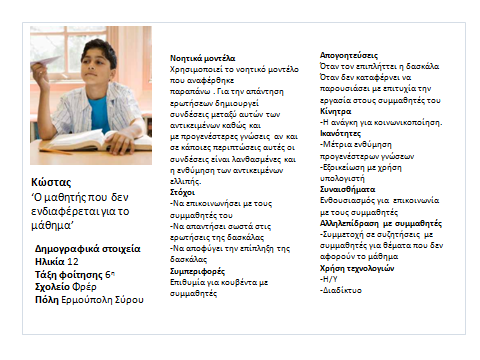 Κώστας
‘Ο μαθητής που δεν
ενδιαφέρεται για το
μάθημα’
Δημογραφικά στοιχεία
Ηλικία 12
Τάξη φοίτησης 6η
Σχολείο Φρέρ
Πόλη Ερμούπολη Σύρου
Νοητικά μοντέλα
Χρησιμοποιεί το νοητικό μοντέλο
που αναφέρθηκε
παραπάνω . Για την απάντηση
ερωτήσεων δημιουργεί
συνδέσεις μεταξύ αυτών των
αντικειμένων καθώς και
με προγενέστερες γνώσεις αν και
σε κάποιες περιπτώσεις αυτές οι
συνδέσεις είναι λανθασμένες και
η ενθύμηση των αντικειμένων
ελλιπής.
Στόχοι
-Να επικοινωνήσει με τους
συμμαθητές του
-Να απαντήσει σωστά στις
ερωτήσεις της δασκάλας
-Να αποφύγει την επίπληξη της
δασκάλας
Συμπεριφορές
Επιθυμία για κουβέντα με
συμμαθητές
Απογοητεύσεις
Όταν τον επιπλήττει η δασκάλα
Όταν δεν καταφέρνει να
παρουσιάσει με επιτυχία την
εργασία στους συμμαθητές του
Κίνητρα
-Η ανάγκη για κοινωνικοποίηση.
Ικανότητες
-Μέτρια ενθύμηση
προγενέστερων γνώσεων
-Εξοικείωση με χρήση
υπολογιστή
Συναισθήματα
Ενθουσιασμός για επικοινωνία
με τους συμμαθητές
Αλληλεπίδραση με συμμαθητές
-Συμμετοχή σε συζητήσεις με
συμμαθητές για θέματα που δεν
αφορούν το μάθημα
Χρήση τεχνολογιών
-Η/Υ
-Διαδίκτυο